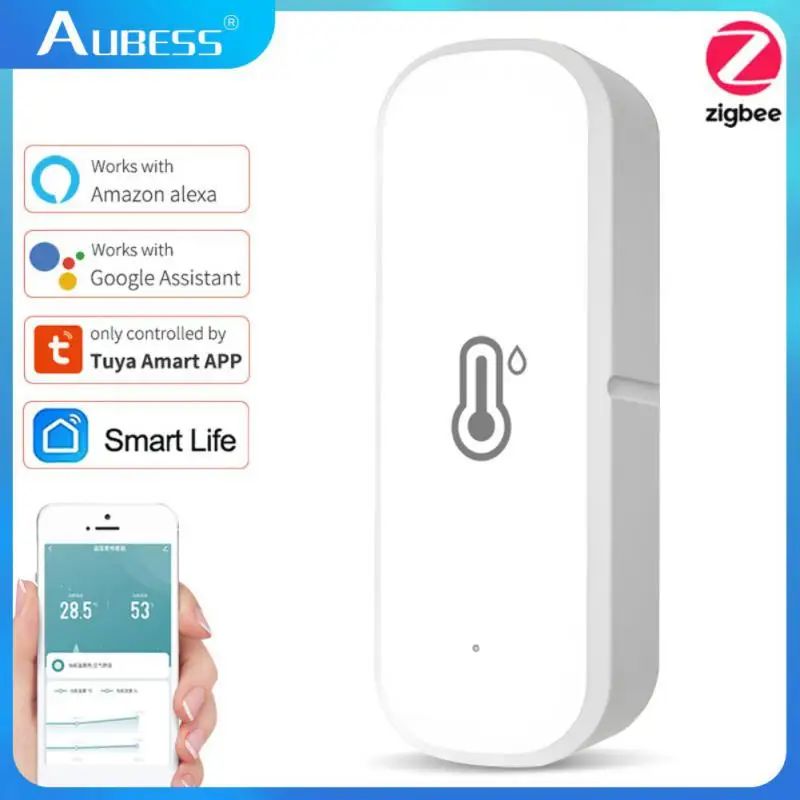 AUBESS®
zigbee
Works with
Amazon alexa
Works with
Google Assistant
only controlled by
Tuya Amart APP
Smart Life
28.5
53